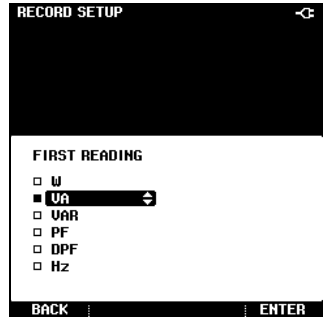 RECORD SETUP
FIRST READING
W
VA
VAR
PF
DPF
Hz
BACK ENTER